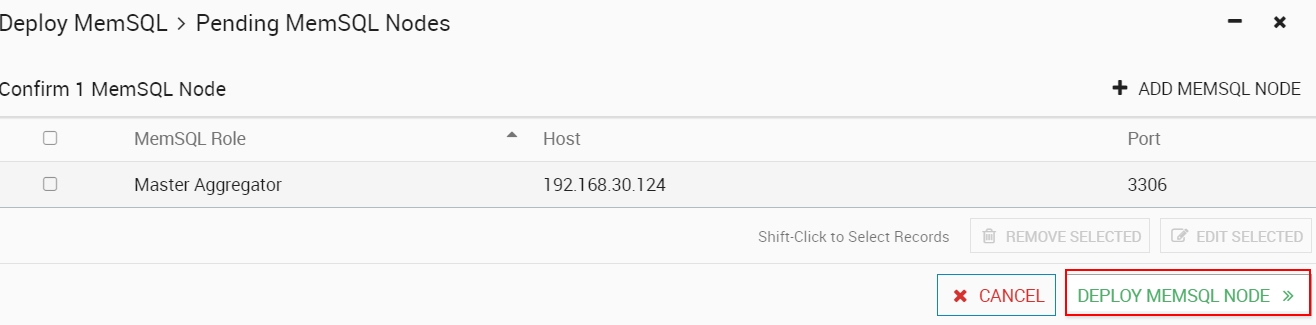 Deploy MemSQL > Pending MemSQL Nodes
Confirm 1 MemSQL Node
ADD MEMSQL NODE
MemSQL Role Host Port
Master Aggregator 192.168.30.124 3306
Shift-Click to Select Records REMOVE SELECTED EDIT SELECTED
CANCEL DEPLOY MEMSQL NODE